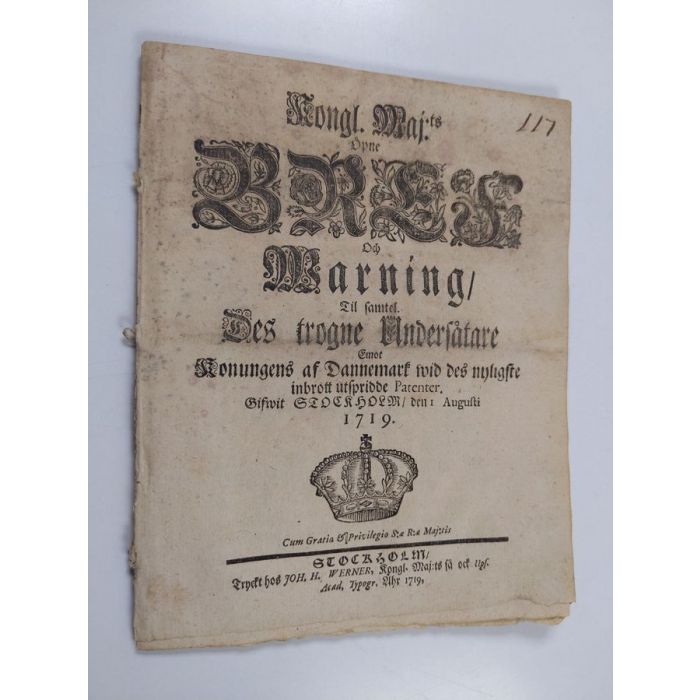 117
Kongl. Maj:ts
Öpne
BREF
Och
Warning/
Til samtel.
Des trogne Undersåtare
Emot
Konungens af Dannemark wid des nyligste
inbrott utspridde Patenter.
Gifwit STOCKHOLM/ den 1 Augusti
1719.
Cum Gratia & Privilegio S:æ R:æ Maj:tis
STOCKHOLM/
Tryckt hos JOH. H. WERNER, Kongl. Maj:ts så ock Ups.
Acad. Typogr. Åhr 1719.